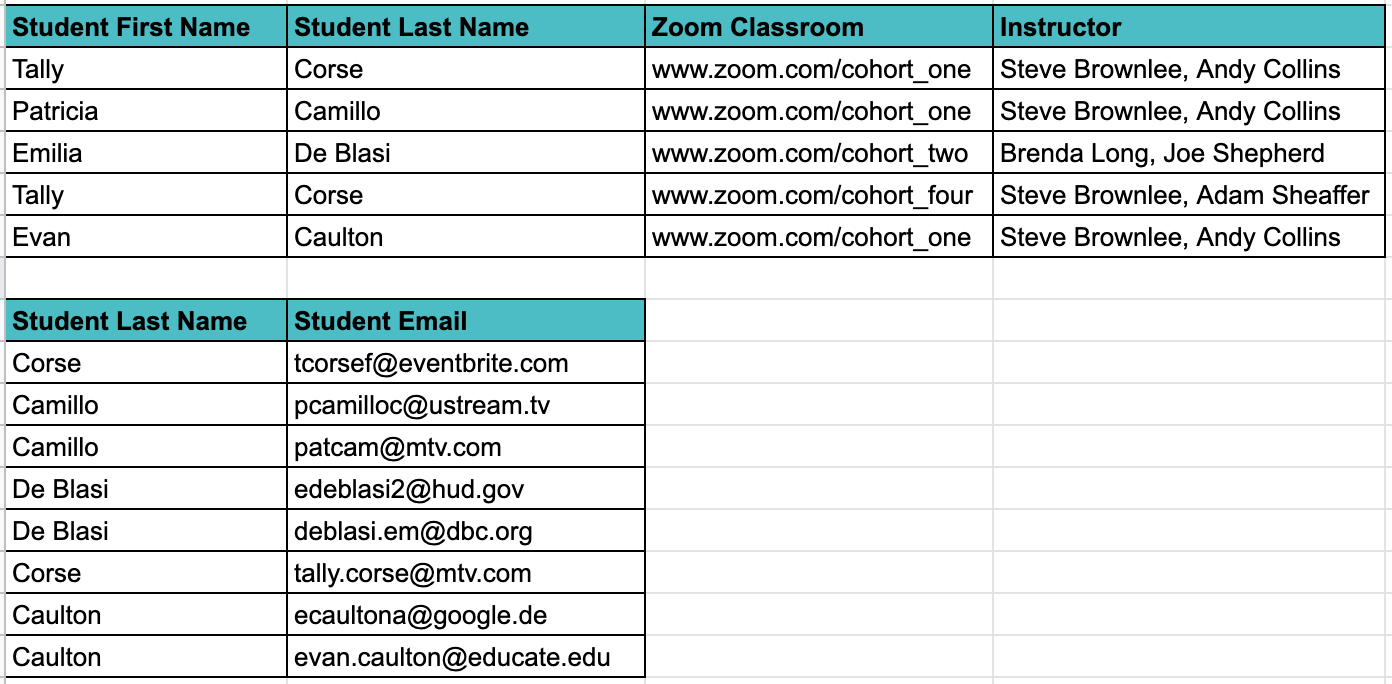 Student First Name Student Last Name Zoom Classroom Instructor
Tally Corse www.zoom.com/cohort_one Steve Brownlee, Andy Collins
Patricia Camillo www.zoom.com/cohort_one Steve Brownlee, Andy Collins
Emilia De Blasi www.zoom.com/cohort_two Brenda Long, Joe Shepherd
Tally Corse www.zoom.com/cohort_four Steve Brownlee, Adam Sheaffer
Evan Caulton www.zoom.com/cohort_one Steve Brownlee, Andy Collins
Student Last Name Student Email
Corse tcorsef@eventbrite.com
Camillo pcamilloc@ustream.tv
Camillo patcam@mtv.com
De Blasi edeblasi2@hud.gov
De Blasi deblasi.em@dbc.org
Corse tally.corse@mtv.com
Caulton ecaultona@google.de
Caulton evan.caulton@educate.edu